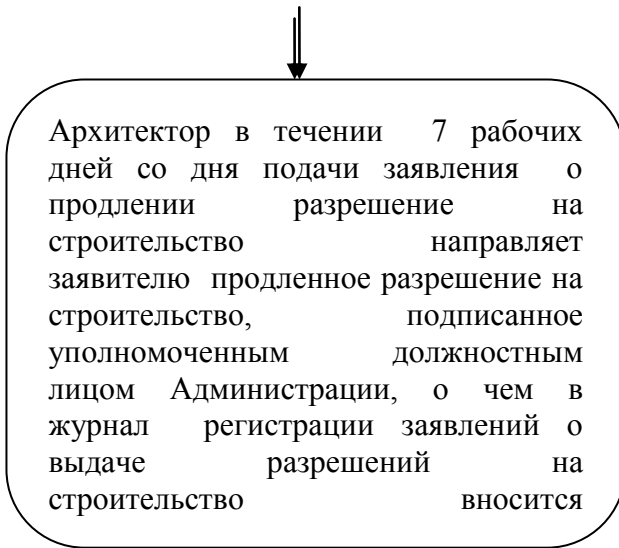 Архитектор в течении 7 рабочих
дней со дня подачи заявления о
продлении разрешение на
строительство направляет
заявителю продленное разрешение на
строительство, подписанное
уполномоченным должностным
лицом Администрации, о чем в
журнал регистрации заявлений о
выдаче разрешений на
строительство вносится